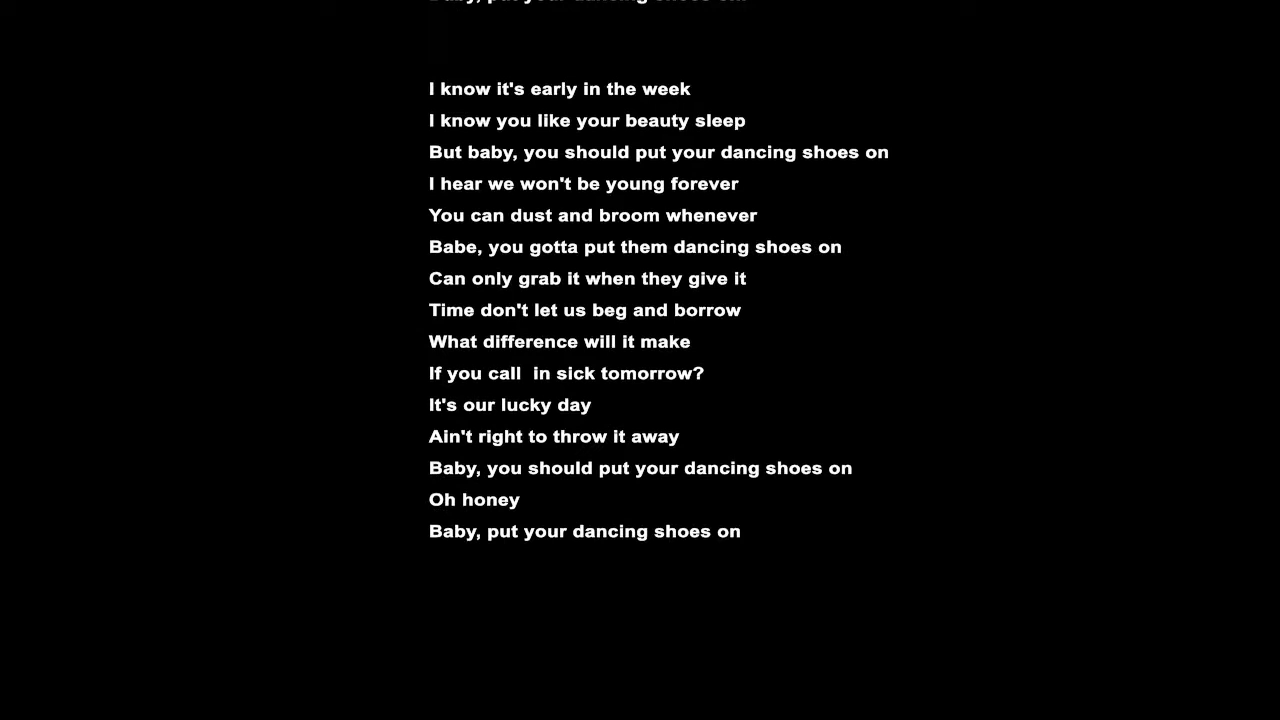 I know it's early in the week
I know you like your beauty sleep
But baby, you should put your dancing shoes on
I hear we won't be young forever
You can dust and broom whenever
Babe, you gotta put them dancing shoes on
Can only grab it when they give it
Time don't let us beg and borrow
What difference will it make
If you call  in sick tomorrow?
It's our lucky day
Ain't right to throw it away
Baby, you should put your dancing shoes on
Oh honey
Baby, put your dancing shoes on